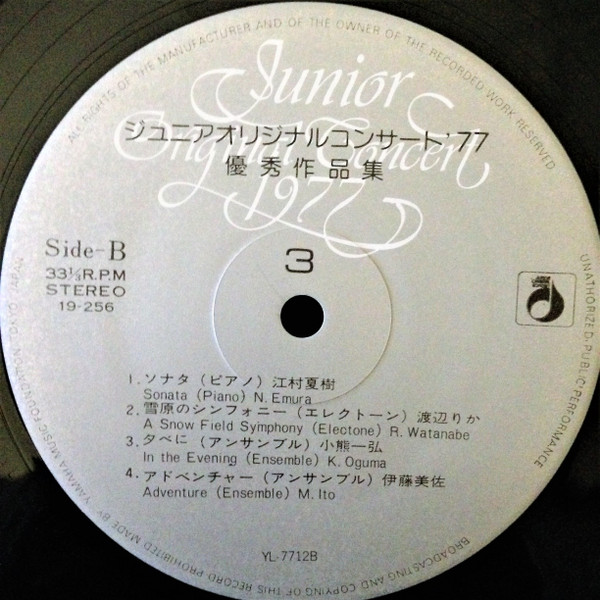 ALL RIGHTS OF THE MANUFACTURER AND OF THE OWNER OF THE RECORDED WORK RESERVED
Junior
Original Concert
1977
ジュニアオリジナルコンサート'77
優秀作品集
Side-B
33⅓R.P.M
STEREO
19-256
3
1.ソナタ (ピアノ) 江村夏樹
Sonata (Piano) N. Emura
2.雪原のシンフォニー (エレクトーン) 渡辺りか
A Snow Field Symphony (Electone) R. Watanabe
3.夕べに (アンサンブル) 小熊一弘
In the Evening (Ensemble) K. Oguma
4.アドベンチャー (アンサンブル) 伊藤美佐
Adventure (Ensemble) M. Ito
YL-7712B
UNAUTHORIZED PUBLIC PERFORMANCE
BROADCASTING AND COPYING OF THIS RECORD PROHIBITED MADE BY YAMAHA MUSIC FOUNDATION, TOKYO JAPAN